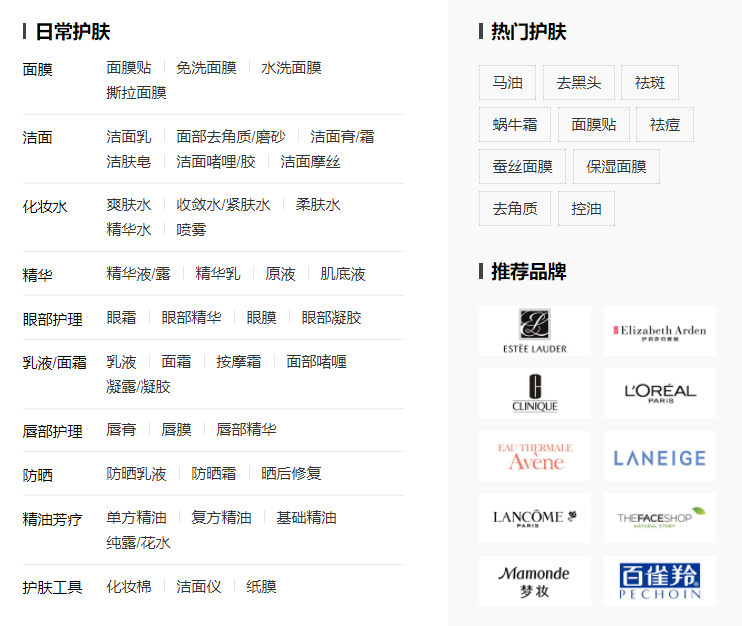 日常护肤
面膜 面膜贴 免洗面膜 水洗面膜
撕拉面膜
洁面 洁面乳 面部去角质/磨砂 洁面膏/霜
洁肤皂 洁面啫哩/胶 洁面摩丝
化妆水 爽肤水 收敛水/紧肤水 柔肤水
精华水 喷雾
精华 精华液/露 精华乳 原液 肌底液
眼部护理 眼霜 眼部精华 眼膜 眼部凝胶
乳液/面霜 乳液 面霜 按摩霜 面部啫喱
凝露/凝胶
唇部护理 唇膏 唇膜 唇部精华
防晒 防晒乳液 防晒霜 晒后修复
精油芳疗 单方精油 复方精油 基础精油
纯露/花水
护肤工具 化妆棉 洁面仪 纸膜
热门护肤
马油 去黑头 祛斑
蜗牛霜 面膜贴 祛痘
蚕丝面膜 保湿面膜
去角质 控油
推荐品牌
ESTĒE LAUDER
Elizabeth Arden
伊丽莎白雅顿
CLINIQUE
L'ORÉAL
PARIS
EAU THERMALE
Avène
LANEIGE
LANCÔME
PARIS
THEFACESHOP
NATURAL STORY
Mamonde
梦妆
百雀羚
PECHOIN